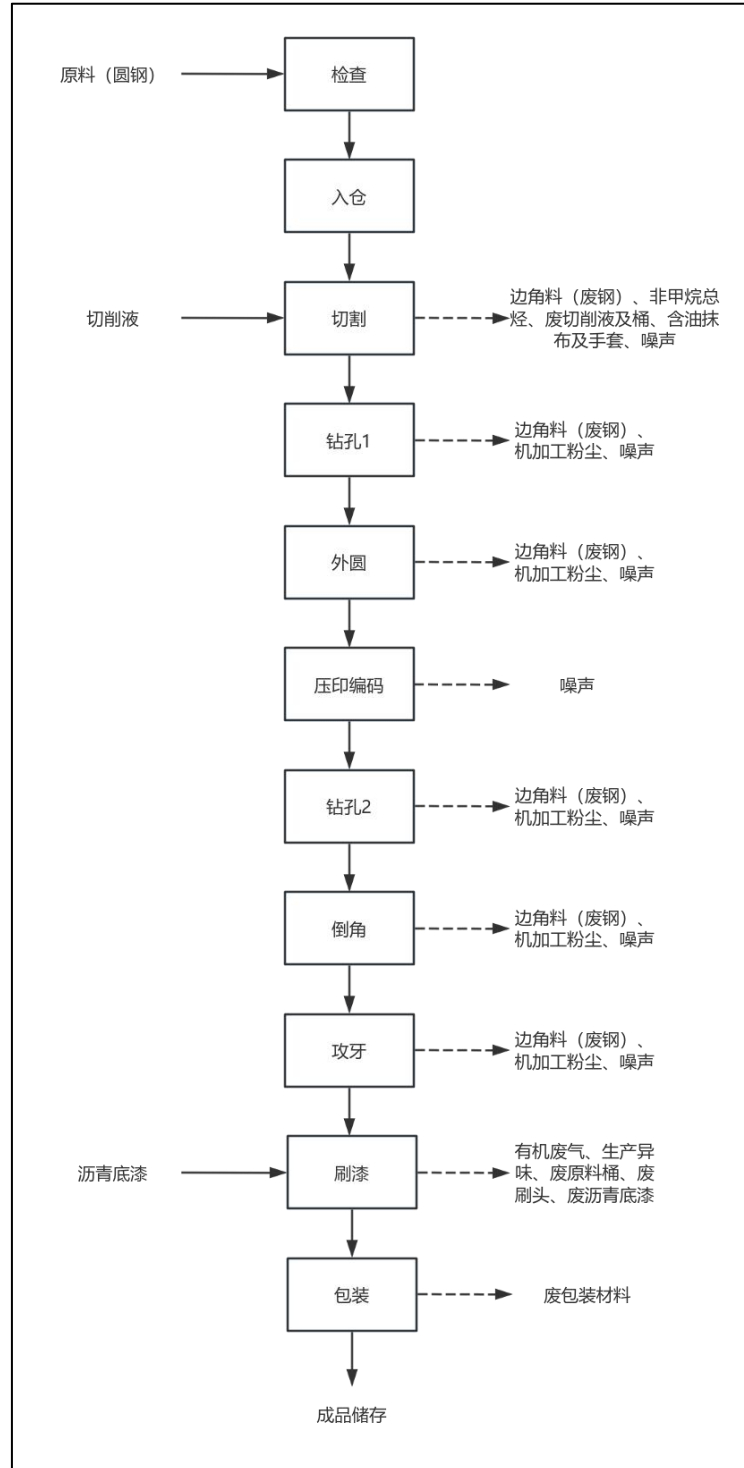 原料（圆钢）
检查
入仓
切削液
切割
边角料（废钢）、非甲烷总
烃、废切削液及桶、含油抹
布及手套、噪声
钻孔1
边角料（废钢）、
机加工粉尘、噪声
外圆
边角料（废钢）、
机加工粉尘、噪声
压印编码
噪声
钻孔2
边角料（废钢）、
机加工粉尘、噪声
倒角
边角料（废钢）、
机加工粉尘、噪声
攻牙
边角料（废钢）、
机加工粉尘、噪声
沥青底漆
刷漆
有机废气、生产异
味、废原料桶、废
刷头、废沥青底漆
包装
废包装材料
成品储存